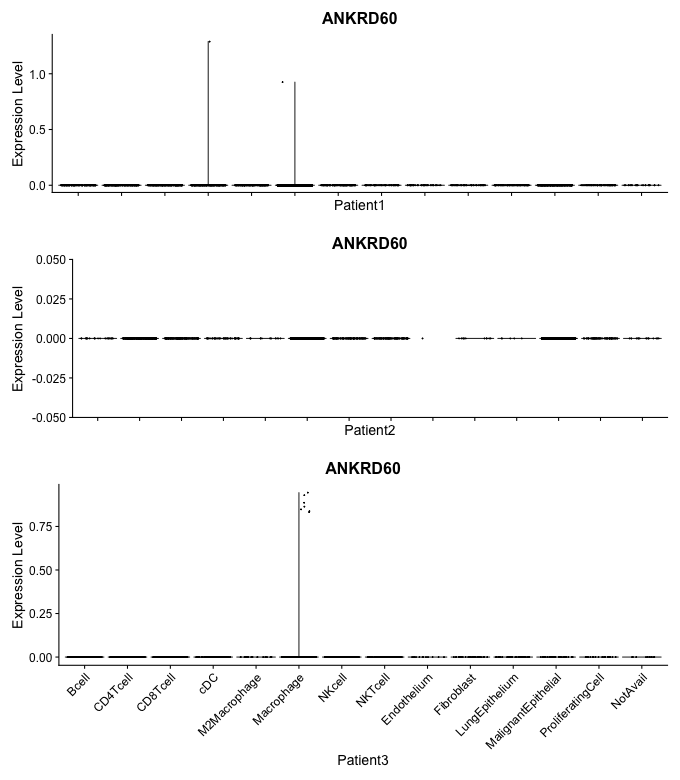 ANKRD60
Expression Level
1.0
0.5
0.0
Patient1
ANKRD60
Expression Level
0.050
0.025
0.000
-0.025
-0.050
Patient2
ANKRD60
Expression Level
0.75
0.50
0.25
0.00
Bcell
CD4Tcell
CD8Tcell
cDC
M2Macrophage
Macrophage
NKcell
NKTcell
Endothelium
Fibroblast
LungEpithelium
MalignantEpithelial
ProliferatingCell
NotAvail
Patient3